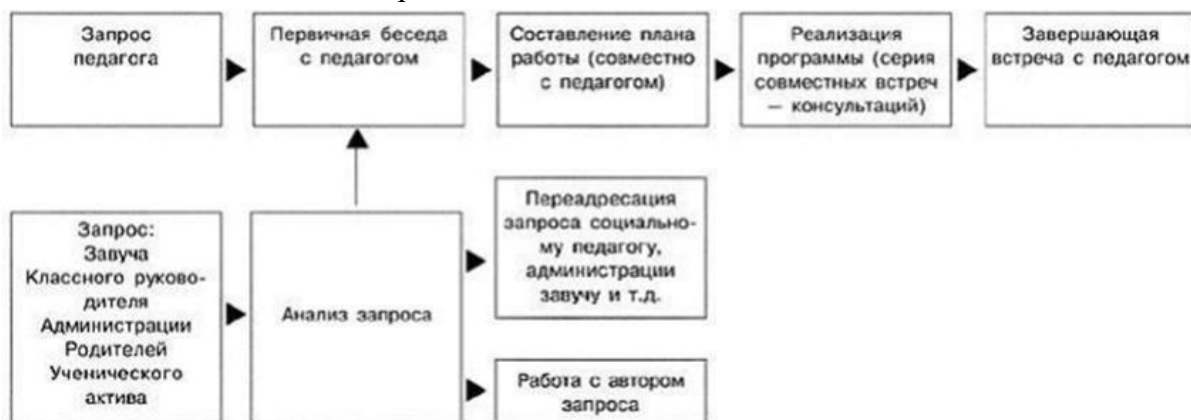 Запрос
педагога
Первичная беседа
с педагогом
Составление плана
работы (совместно
с педагогом)
Реализация
программы (серия
совместных встреч
— консультаций)
Завершающая
встреча с педагогом
Запрос:
Завуча
Классного руково-
дителя
Администрации
Родителей
Ученического
актива
Анализ запроса
Переадресация
запроса социально-
му педагогу,
администрации
завучу и т.д.
Работа с автором
запроса